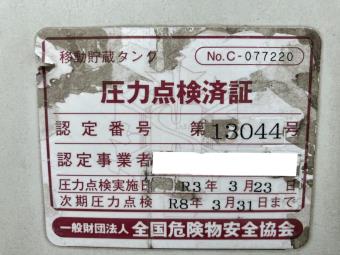 移動貯蔵タンク No.C-077220
圧力点検済証
認定番号 第13044号
認定事業者
圧力点検実施日 R3年 3月23日
次期圧力点検 R8年 3月31日まで
一般財団法人 全国危険物安全協会